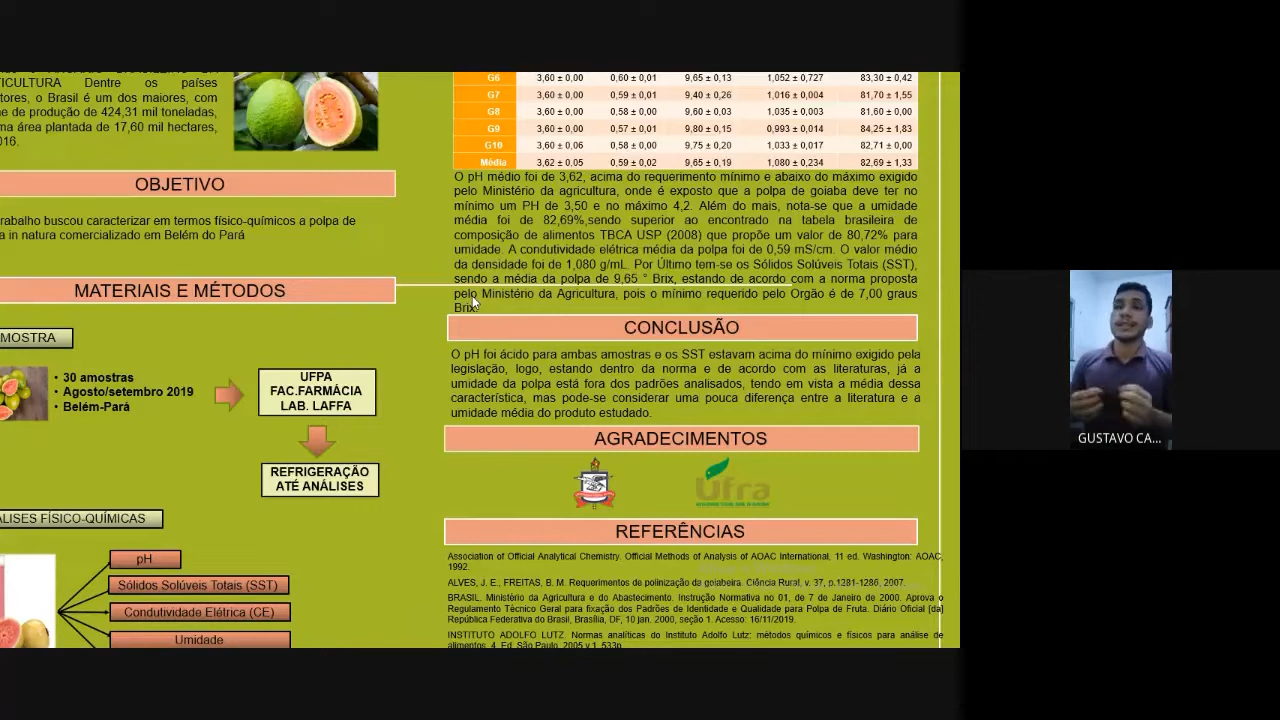 TICULTURA Dentre os países
tores, o Brasil é um dos maiores, com
e de produção de 424,31 mil toneladas,
ma área plantada de 17,60 mil hectares,
016.
OBJETIVO
rabalho buscou caracterizar em termos físico-químicos a polpa de
a in natura comercializado em Belém do Pará
MATERIAIS E MÉTODOS
MOSTRA
• 30 amostras
• Agosto/setembro 2019
• Belém-Pará
UFPA
FAC.FARMÁCIA
LAB. LAFFA
REFRIGERAÇÃO
ATÉ ANÁLISES
ALISES FÍSICO-QUÍMICAS
pH
Sólidos Solúveis Totais (SST)
Condutividade Elétrica (CE)
Umidade
G6 3,60 ± 0,00 0,60 ± 0,01 9,65 ± 0,13 1,052 ± 0,727 83,30 ± 0,42
G7 3,60 ± 0,00 0,59 ± 0,01 9,40 ± 0,26 1,016 ± 0,004 81,70 ± 1,55
G8 3,60 ± 0,00 0,58 ± 0,00 9,60 ± 0,03 1,035 ± 0,003 81,60 ± 0,00
G9 3,60 ± 0,00 0,57 ± 0,01 9,80 ± 0,15 0,993 ± 0,014 84,25 ± 1,83
G10 3,60 ± 0,06 0,58 ± 0,00 9,75 ± 0,20 1,033 ± 0,017 82,71 ± 0,00
Média 3,62 ± 0,05 0,59 ± 0,02 9,65 ± 0,19 1,080 ± 0,234 82,69 ± 1,33
O pH médio foi de 3,62, acima do requerimento mínimo e abaixo do máximo exigido
pelo Ministério da agricultura, onde é exposto que a polpa de goiaba deve ter no
mínimo um PH de 3,50 e no máximo 4,2. Além do mais, nota-se que a umidade
média foi de 82,69%,sendo superior ao encontrado na tabela brasileira de
composição de alimentos TBCA USP (2008) que propõe um valor de 80,72% para
umidade. A condutividade elétrica média da polpa foi de 0,59 mS/cm. O valor médio
da densidade foi de 1,080 g/mL. Por Último tem-se os Sólidos Solúveis Totais (SST),
sendo a média da polpa de 9,65 ° Brix, estando de acordo com a norma proposta
pelo Ministério da Agricultura, pois o mínimo requerido pelo Orgão é de 7,00 graus
Brix.
CONCLUSÃO
O pH foi ácido para ambas amostras e os SST estavam acima do mínimo exigido pela
legislação, logo, estando dentro da norma e de acordo com as literaturas, já a
umidade da polpa está fora dos padrões analisados, tendo em vista a média dessa
característica, mas pode-se considerar uma pouca diferença entre a literatura e a
umidade média do produto estudado.
AGRADECIMENTOS
Ufra
REFERÊNCIAS
Association of Official Analytical Chemistry. Official Methods of Analysis of AOAC International, 11 ed. Washington: AOAC,
1992.
ALVES, J. E., FREITAS, B. M. Requerimentos de polinização da goiabeira. Ciência Rural, v. 37, p.1281-1286, 2007.
BRASIL. Ministério da Agricultura e do Abastecimento. Instrução Normativa no 01, de 7 de Janeiro de 2000. Aprova o
Regulamento Técnico Geral para fixação dos Padrões de Identidade e Qualidade para Polpa de Fruta. Diário Oficial [da]
República Federativa do Brasil, Brasília, DF, 10 jan. 2000, seção 1. Acesso: 16/11/2019.
INSTITUTO ADOLFO LUTZ. Normas analíticas do Instituto Adolfo Lutz: métodos químicos e físicos para análise de
alimentos. 4. Ed. São Paulo, 2005 v.1, 533p.
GUSTAVO CA...